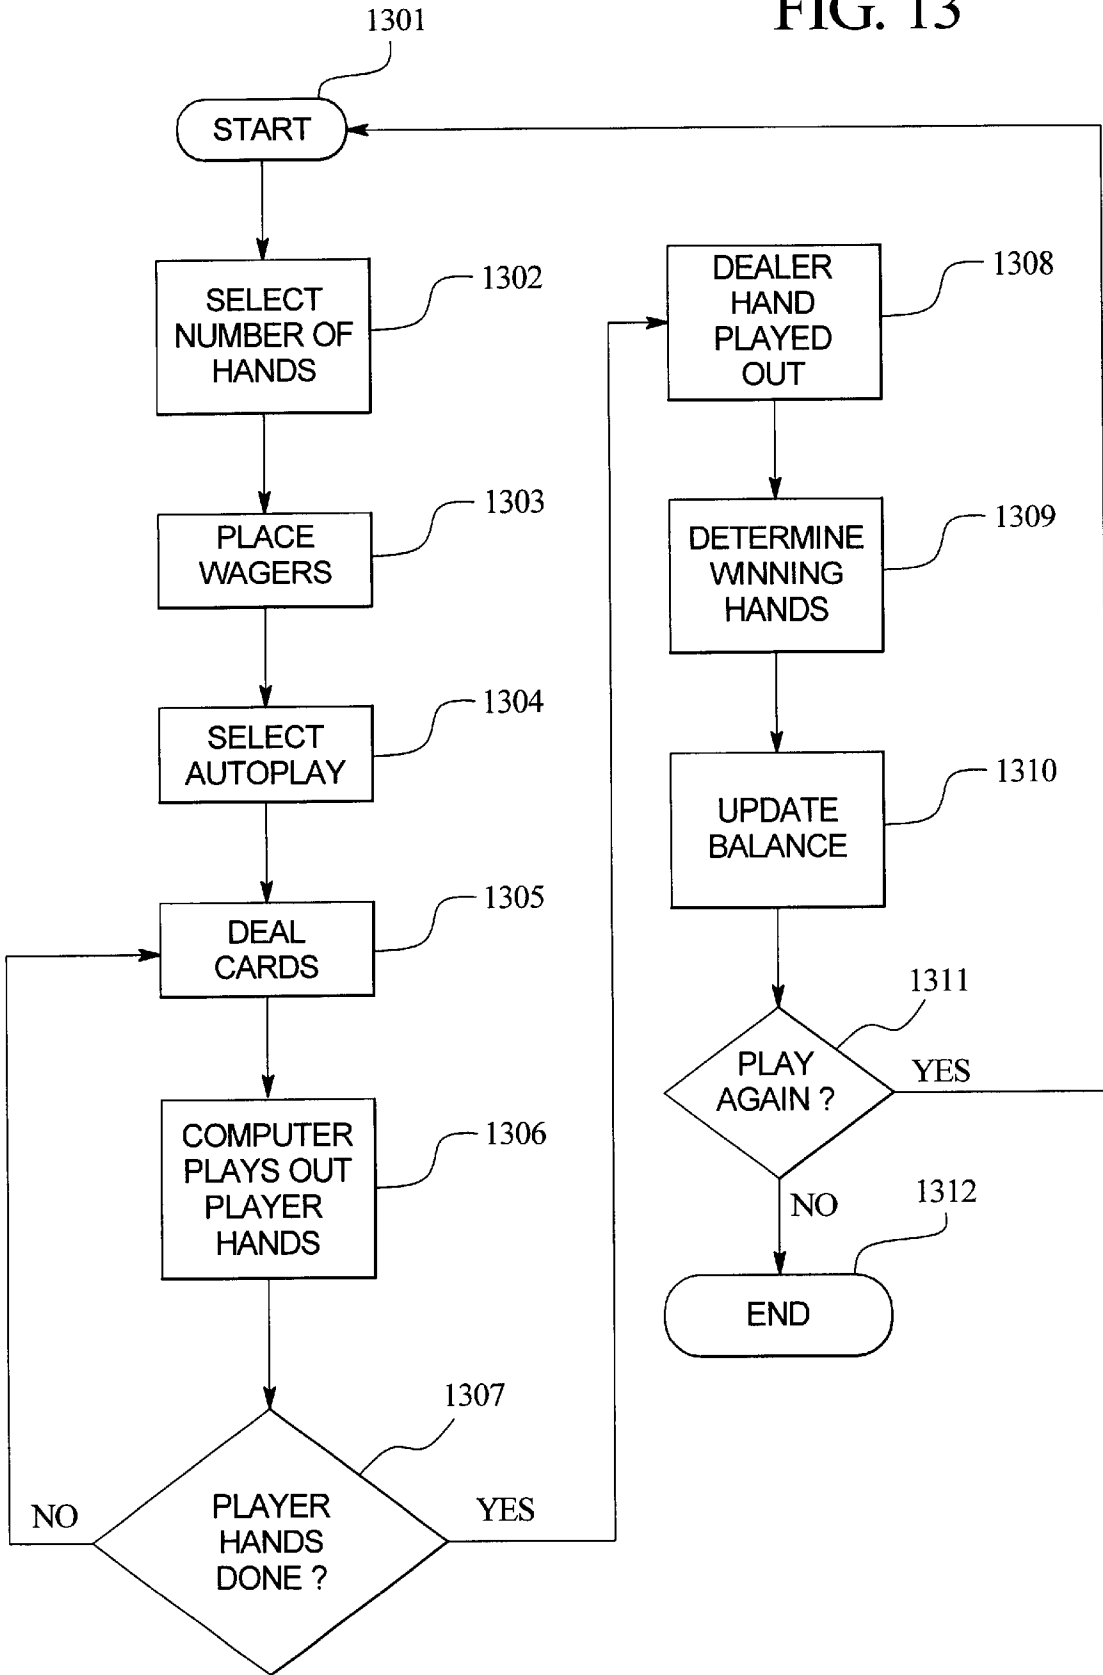 FIG. 13
1301
START
1302
SELECT
NUMBER OF
HANDS
1303
PLACE
WAGERS
1304
SELECT
AUTOPLAY
1305
DEAL
CARDS
1306
COMPUTER
PLAYS OUT
PLAYER
HANDS
1307
PLAYER
HANDS
DONE ?
NO
YES
1308
DEALER
HAND
PLAYED
OUT
1309
DETERMINE
WINNING
HANDS
1310
UPDATE
BALANCE
1311
PLAY
AGAIN ?
YES
NO
1312
END